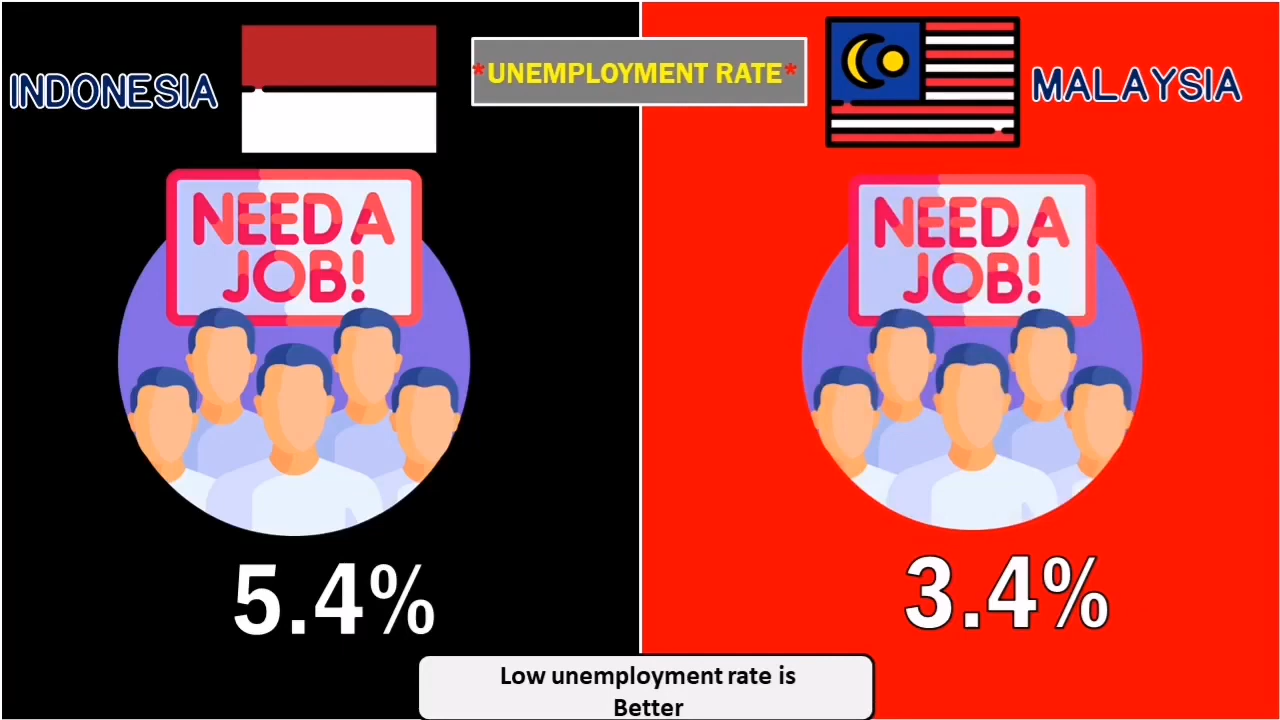 INDONESIA
*UNEMPLOYMENT RATE*
MALAYSIA
NEED A
JOB!
NEED A
JOB!
5.4%
3.4%
Low unemployment rate is
Better